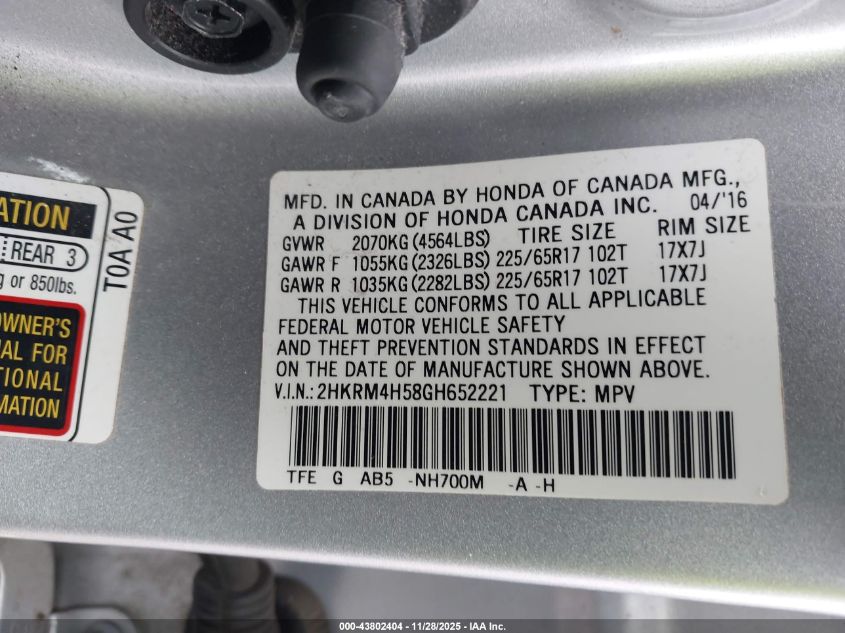 ATION
REAR 3
g or 850lbs.
OWNER'S
AL FOR
TIONAL
MATION
T0A A0
MFD. IN CANADA BY HONDA OF CANADA MFG.,
A DIVISION OF HONDA CANADA INC. 04/'16
GVWR 2070KG (4564LBS) TIRE SIZE RIM SIZE
GAWR F 1055KG (2326LBS) 225/65R17 102T 17X7J
GAWR R 1035KG (2282LBS) 225/65R17 102T 17X7J
THIS VEHICLE CONFORMS TO ALL APPLICABLE
FEDERAL MOTOR VEHICLE SAFETY
AND THEFT PREVENTION STANDARDS IN EFFECT
ON THE DATE OF MANUFACTURE SHOWN ABOVE.
V.I.N.: 2HKRM4H58GH652221 TYPE: MPV
TFE G AB5 -NH700M -A -H
000-43802404 - 11/28/2025 - IAA Inc.